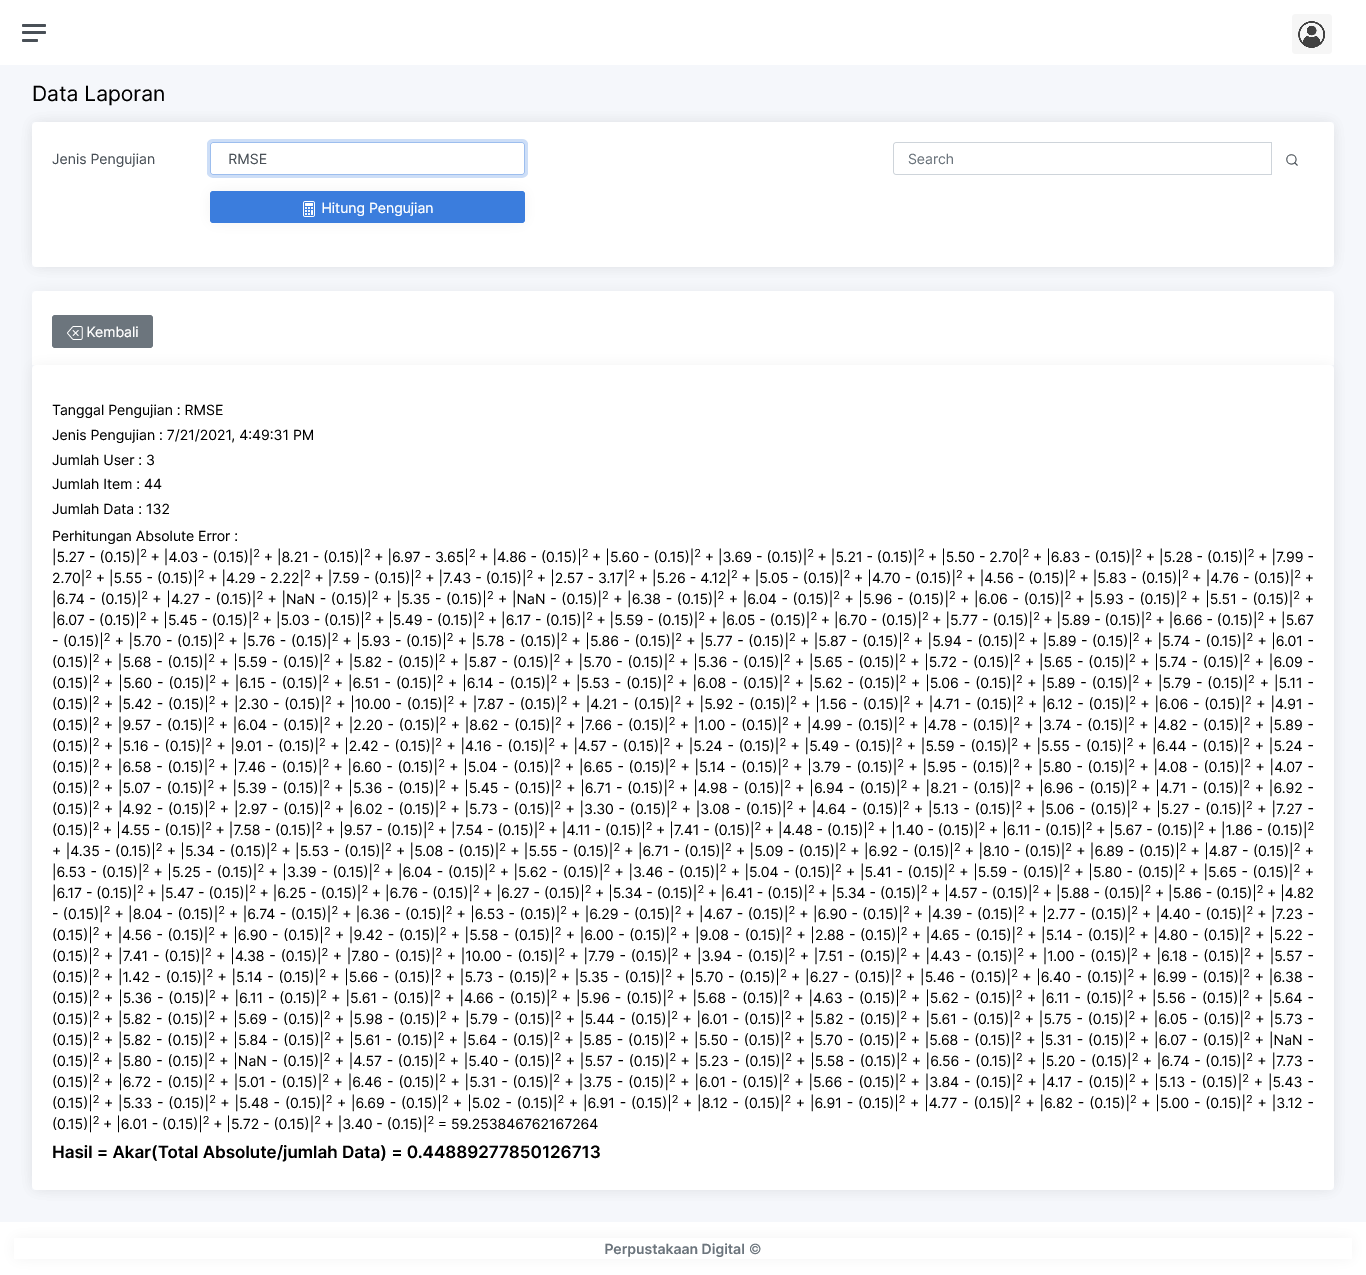 Data Laporan
Jenis Pengujian
RMSE
Search
Hitung Pengujian
Kembali
Tanggal Pengujian : RMSE
Jenis Pengujian : 7/21/2021, 4:49:31 PM
Jumlah User : 3
Jumlah Item : 44
Jumlah Data : 132
Perhitungan Absolute Error :
|5.27 - (0.15)|² + |4.03 - (0.15)|² + |8.21 - (0.15)|² + |6.97 - 3.65|² + |4.86 - (0.15)|² + |5.60 - (0.15)|² + |3.69 - (0.15)|² + |5.21 - (0.15)|² + |5.50 - 2.70|² + |6.83 - (0.15)|² + |5.28 - (0.15)|² + |7.99 -
2.70|² + |5.55 - (0.15)|² + |4.29 - 2.22|² + |7.59 - (0.15)|² + |7.43 - (0.15)|² + |2.57 - 3.17|² + |5.26 - 4.12|² + |5.05 - (0.15)|² + |4.70 - (0.15)|² + |4.56 - (0.15)|² + |5.83 - (0.15)|² + |4.76 - (0.15)|² +
|6.74 - (0.15)|² + |4.27 - (0.15)|² + |NaN - (0.15)|² + |5.35 - (0.15)|² + |NaN - (0.15)|² + |6.38 - (0.15)|² + |6.04 - (0.15)|² + |5.96 - (0.15)|² + |6.06 - (0.15)|² + |5.93 - (0.15)|² + |5.51 - (0.15)|² +
|6.07 - (0.15)|² + |5.45 - (0.15)|² + |5.03 - (0.15)|² + |5.49 - (0.15)|² + |6.17 - (0.15)|² + |5.59 - (0.15)|² + |6.05 - (0.15)|² + |6.70 - (0.15)|² + |5.77 - (0.15)|² + |5.89 - (0.15)|² + |6.66 - (0.15)|² + |5.67
- (0.15)|² + |5.70 - (0.15)|² + |5.76 - (0.15)|² + |5.93 - (0.15)|² + |5.78 - (0.15)|² + |5.86 - (0.15)|² + |5.77 - (0.15)|² + |5.87 - (0.15)|² + |5.94 - (0.15)|² + |5.89 - (0.15)|² + |5.74 - (0.15)|² + |6.01 -
(0.15)|² + |5.68 - (0.15)|² + |5.59 - (0.15)|² + |5.82 - (0.15)|² + |5.87 - (0.15)|² + |5.70 - (0.15)|² + |5.36 - (0.15)|² + |5.65 - (0.15)|² + |5.72 - (0.15)|² + |5.65 - (0.15)|² + |5.74 - (0.15)|² + |6.09 -
(0.15)|² + |5.60 - (0.15)|² + |6.15 - (0.15)|² + |6.51 - (0.15)|² + |6.14 - (0.15)|² + |5.53 - (0.15)|² + |6.08 - (0.15)|² + |5.62 - (0.15)|² + |5.06 - (0.15)|² + |5.89 - (0.15)|² + |5.79 - (0.15)|² + |5.11 -
(0.15)|² + |5.42 - (0.15)|² + |2.30 - (0.15)|² + |10.00 - (0.15)|² + |7.87 - (0.15)|² + |4.21 - (0.15)|² + |5.92 - (0.15)|² + |1.56 - (0.15)|² + |4.71 - (0.15)|² + |6.12 - (0.15)|² + |6.06 - (0.15)|² + |4.91 -
(0.15)|² + |9.57 - (0.15)|² + |6.04 - (0.15)|² + |2.20 - (0.15)|² + |8.62 - (0.15)|² + |7.66 - (0.15)|² + |1.00 - (0.15)|² + |4.99 - (0.15)|² + |4.78 - (0.15)|² + |3.74 - (0.15)|² + |4.82 - (0.15)|² + |5.89 -
(0.15)|² + |5.16 - (0.15)|² + |9.01 - (0.15)|² + |2.42 - (0.15)|² + |4.16 - (0.15)|² + |4.57 - (0.15)|² + |5.24 - (0.15)|² + |5.49 - (0.15)|² + |5.59 - (0.15)|² + |5.55 - (0.15)|² + |6.44 - (0.15)|² + |5.24 -
(0.15)|² + |6.58 - (0.15)|² + |7.46 - (0.15)|² + |6.60 - (0.15)|² + |5.04 - (0.15)|² + |6.65 - (0.15)|² + |5.14 - (0.15)|² + |3.79 - (0.15)|² + |5.95 - (0.15)|² + |5.80 - (0.15)|² + |4.08 - (0.15)|² + |4.07 -
(0.15)|² + |5.07 - (0.15)|² + |5.39 - (0.15)|² + |5.36 - (0.15)|² + |5.45 - (0.15)|² + |6.71 - (0.15)|² + |4.98 - (0.15)|² + |6.94 - (0.15)|² + |8.21 - (0.15)|² + |6.96 - (0.15)|² + |4.71 - (0.15)|² + |6.92 -
(0.15)|² + |4.92 - (0.15)|² + |2.97 - (0.15)|² + |6.02 - (0.15)|² + |5.73 - (0.15)|² + |3.30 - (0.15)|² + |3.08 - (0.15)|² + |4.64 - (0.15)|² + |5.13 - (0.15)|² + |5.06 - (0.15)|² + |5.27 - (0.15)|² + |7.27 -
(0.15)|² + |4.55 - (0.15)|² + |7.58 - (0.15)|² + |9.57 - (0.15)|² + |7.54 - (0.15)|² + |4.11 - (0.15)|² + |7.41 - (0.15)|² + |4.48 - (0.15)|² + |1.40 - (0.15)|² + |6.11 - (0.15)|² + |5.67 - (0.15)|² + |1.86 - (0.15)|²
+ |4.35 - (0.15)|² + |5.34 - (0.15)|² + |5.53 - (0.15)|² + |5.08 - (0.15)|² + |5.55 - (0.15)|² + |6.71 - (0.15)|² + |5.09 - (0.15)|² + |6.92 - (0.15)|² + |8.10 - (0.15)|² + |6.89 - (0.15)|² + |4.87 - (0.15)|² +
|6.53 - (0.15)|² + |5.25 - (0.15)|² + |3.39 - (0.15)|² + |6.04 - (0.15)|² + |5.62 - (0.15)|² + |3.46 - (0.15)|² + |5.04 - (0.15)|² + |5.41 - (0.15)|² + |5.59 - (0.15)|² + |5.80 - (0.15)|² + |5.65 - (0.15)|² +
|6.17 - (0.15)|² + |5.47 - (0.15)|² + |6.25 - (0.15)|² + |6.76 - (0.15)|² + |6.27 - (0.15)|² + |5.34 - (0.15)|² + |6.41 - (0.15)|² + |5.34 - (0.15)|² + |4.57 - (0.15)|² + |5.88 - (0.15)|² + |5.86 - (0.15)|² + |4.82
- (0.15)|² + |8.04 - (0.15)|² + |6.74 - (0.15)|² + |6.36 - (0.15)|² + |6.53 - (0.15)|² + |6.29 - (0.15)|² + |4.67 - (0.15)|² + |6.90 - (0.15)|² + |4.39 - (0.15)|² + |2.77 - (0.15)|² + |4.40 - (0.15)|² + |7.23 -
(0.15)|² + |4.56 - (0.15)|² + |6.90 - (0.15)|² + |9.42 - (0.15)|² + |5.58 - (0.15)|² + |6.00 - (0.15)|² + |9.08 - (0.15)|² + |2.88 - (0.15)|² + |4.65 - (0.15)|² + |5.14 - (0.15)|² + |4.80 - (0.15)|² + |5.22 -
(0.15)|² + |7.41 - (0.15)|² + |4.38 - (0.15)|² + |7.80 - (0.15)|² + |10.00 - (0.15)|² + |7.79 - (0.15)|² + |3.94 - (0.15)|² + |7.51 - (0.15)|² + |4.43 - (0.15)|² + |1.00 - (0.15)|² + |6.18 - (0.15)|² + |5.57 -
(0.15)|² + |1.42 - (0.15)|² + |5.14 - (0.15)|² + |5.66 - (0.15)|² + |5.73 - (0.15)|² + |5.35 - (0.15)|² + |5.70 - (0.15)|² + |6.27 - (0.15)|² + |5.46 - (0.15)|² + |6.40 - (0.15)|² + |6.99 - (0.15)|² + |6.38 -
(0.15)|² + |5.36 - (0.15)|² + |6.11 - (0.15)|² + |5.61 - (0.15)|² + |4.66 - (0.15)|² + |5.96 - (0.15)|² + |5.68 - (0.15)|² + |4.63 - (0.15)|² + |5.62 - (0.15)|² + |6.11 - (0.15)|² + |5.56 - (0.15)|² + |5.64 -
(0.15)|² + |5.82 - (0.15)|² + |5.69 - (0.15)|² + |5.98 - (0.15)|² + |5.79 - (0.15)|² + |5.44 - (0.15)|² + |6.01 - (0.15)|² + |5.82 - (0.15)|² + |5.61 - (0.15)|² + |5.75 - (0.15)|² + |6.05 - (0.15)|² + |5.73 -
(0.15)|² + |5.82 - (0.15)|² + |5.84 - (0.15)|² + |5.61 - (0.15)|² + |5.64 - (0.15)|² + |5.85 - (0.15)|² + |5.50 - (0.15)|² + |5.70 - (0.15)|² + |5.68 - (0.15)|² + |5.31 - (0.15)|² + |6.07 - (0.15)|² + |NaN -
(0.15)|² + |5.80 - (0.15)|² + |NaN - (0.15)|² + |4.57 - (0.15)|² + |5.40 - (0.15)|² + |5.57 - (0.15)|² + |5.23 - (0.15)|² + |5.58 - (0.15)|² + |6.56 - (0.15)|² + |5.20 - (0.15)|² + |6.74 - (0.15)|² + |7.73 -
(0.15)|² + |6.72 - (0.15)|² + |5.01 - (0.15)|² + |6.46 - (0.15)|² + |5.31 - (0.15)|² + |3.75 - (0.15)|² + |6.01 - (0.15)|² + |5.66 - (0.15)|² + |3.84 - (0.15)|² + |4.17 - (0.15)|² + |5.13 - (0.15)|² + |5.43 -
(0.15)|² + |5.33 - (0.15)|² + |5.48 - (0.15)|² + |6.69 - (0.15)|² + |5.02 - (0.15)|² + |6.91 - (0.15)|² + |8.12 - (0.15)|² + |6.91 - (0.15)|² + |4.77 - (0.15)|² + |6.82 - (0.15)|² + |5.00 - (0.15)|² + |3.12 -
(0.15)|² + |6.01 - (0.15)|² + |5.72 - (0.15)|² + |3.40 - (0.15)|² = 59.253846762167264
Hasil = Akar(Total Absolute/jumlah Data) = 0.44889277850126713
Perpustakaan Digital ©